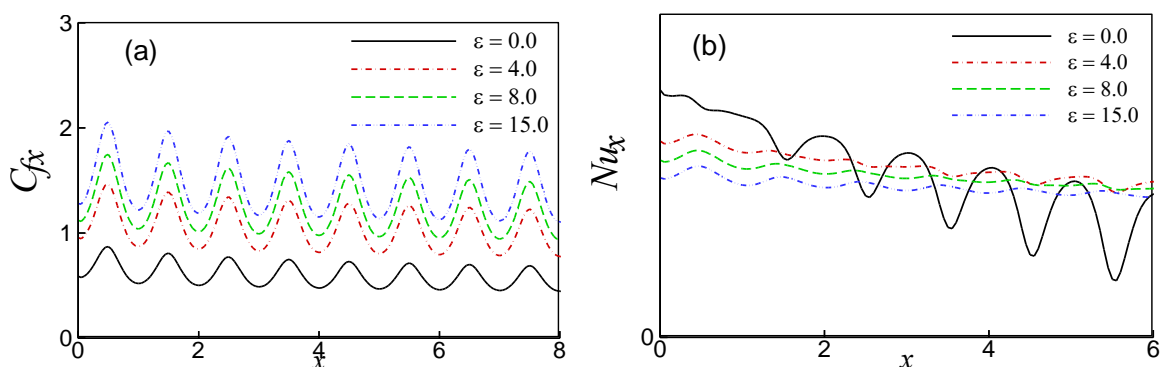 (a)
ε = 0.0
ε = 4.0
ε = 8.0
ε = 15.0
C_fx
3
2
1
0
0 2 4 6 8
x
(b)
ε = 0.0
ε = 4.0
ε = 8.0
ε = 15.0
Nu_x
0
0 2 4 6
x